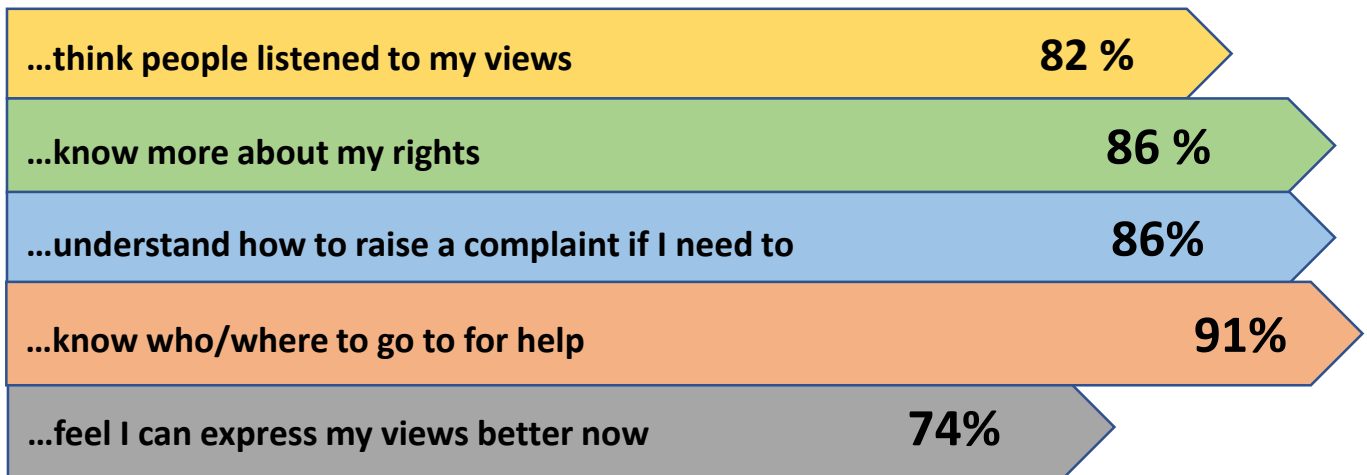 ...think people listened to my views 82 %
...know more about my rights 86 %
...understand how to raise a complaint if I need to 86%
...know who/where to go to for help 91%
...feel I can express my views better now 74%